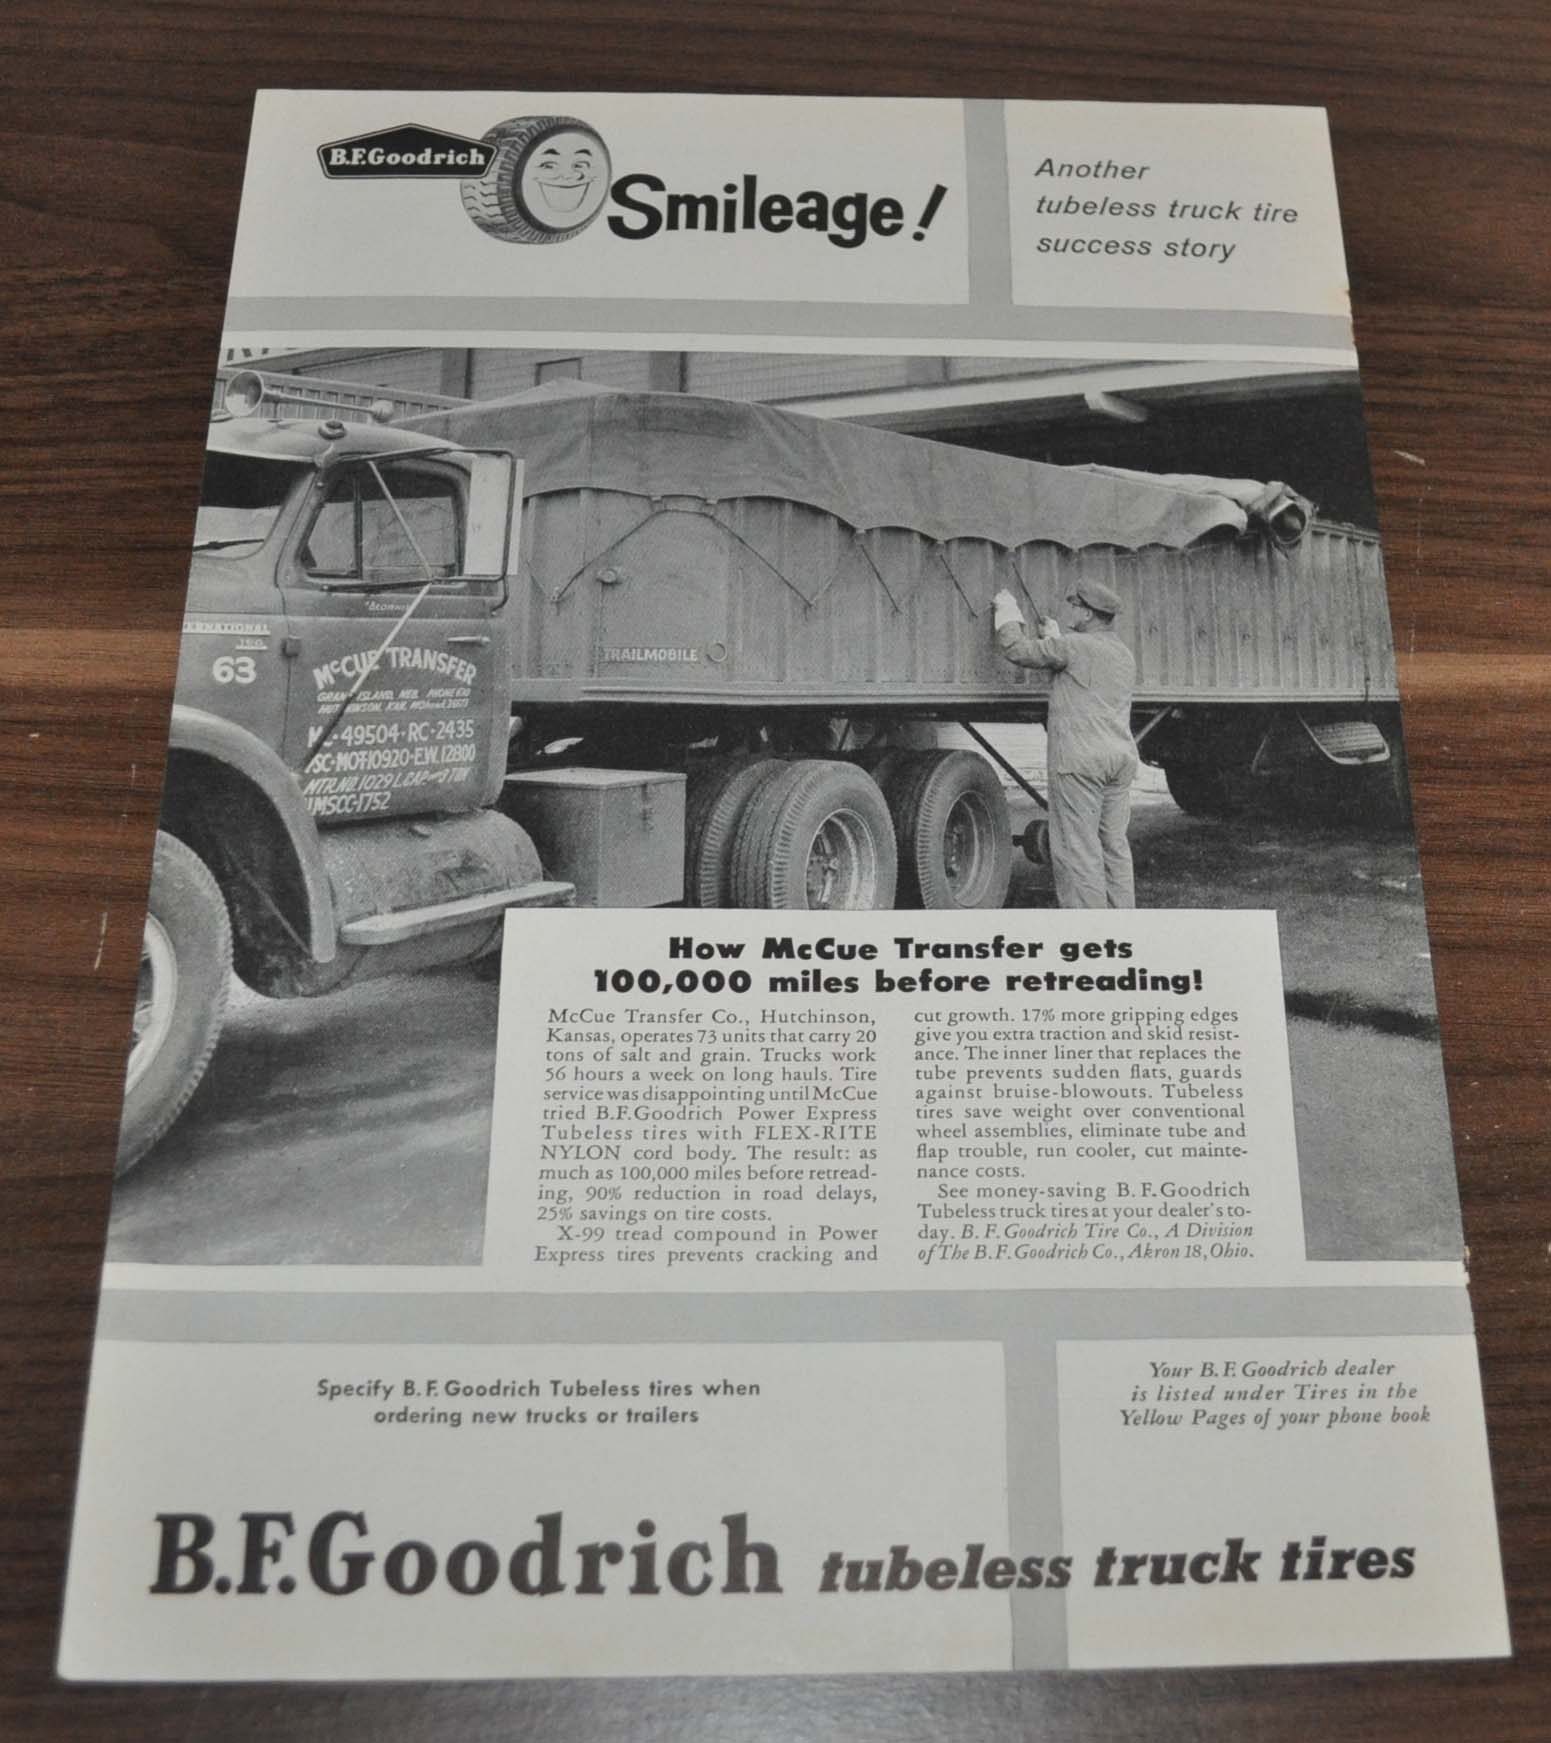 B.F.Goodrich
Smileage!
Another
tubeless truck tire
success story
63
McCUE TRANSFER
TRAILMOBILE
49504-RC-2435
How McCue Transfer gets
100,000 miles before retreading!
McCue Transfer Co., Hutchinson,
Kansas, operates 73 units that carry 20
tons of salt and grain. Trucks work
56 hours a week on long hauls. Tire
service was disappointing until McCue
tried B.F.Goodrich Power Express
Tubeless tires with FLEX-RITE
NYLON cord body. The result: as
much as 100,000 miles before retread-
ing, 90% reduction in road delays,
25% savings on tire costs.
X-99 tread compound in Power
Express tires prevents cracking and
cut growth. 17% more gripping edges
give you extra traction and skid resist-
ance. The inner liner that replaces the
tube prevents sudden flats, guards
against bruise-blowouts. Tubeless
tires save weight over conventional
wheel assemblies, eliminate tube and
flap trouble, run cooler, cut mainte-
nance costs.
See money-saving B.F.Goodrich
Tubeless truck tires at your dealer's to-
day. B. F. Goodrich Tire Co., A Division
of The B.F.Goodrich Co., Akron 18, Ohio.
Specify B.F.Goodrich Tubeless tires when
ordering new trucks or trailers
Your B.F.Goodrich dealer
is listed under Tires in the
Yellow Pages of your phone book
B.F.Goodrich tubeless truck tires